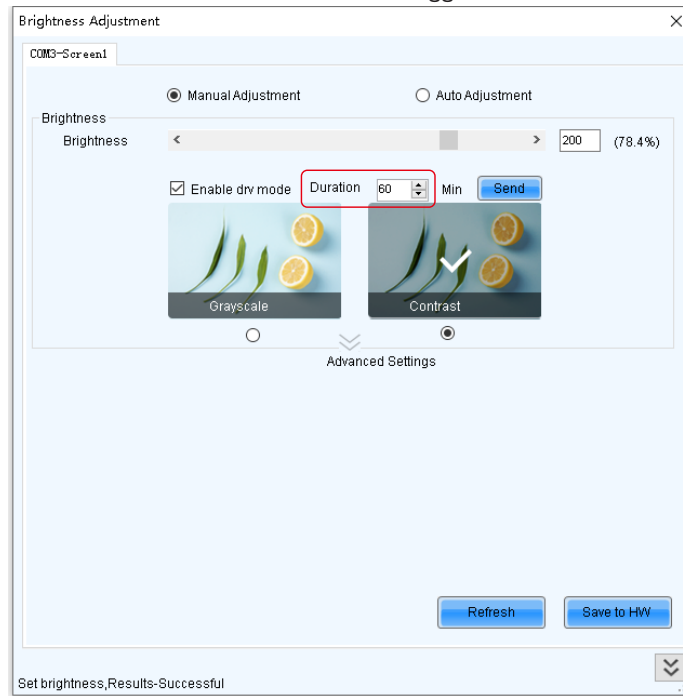 Brightness Adjustment
COM3-Screen1
Manual Adjustment Auto Adjustment
Brightness
Brightness 200 (78.4%)
Enable drv mode Duration 60 Min Send
Grayscale Contrast
Advanced Settings
Refresh Save to HW
Set brightness,Results-Successful